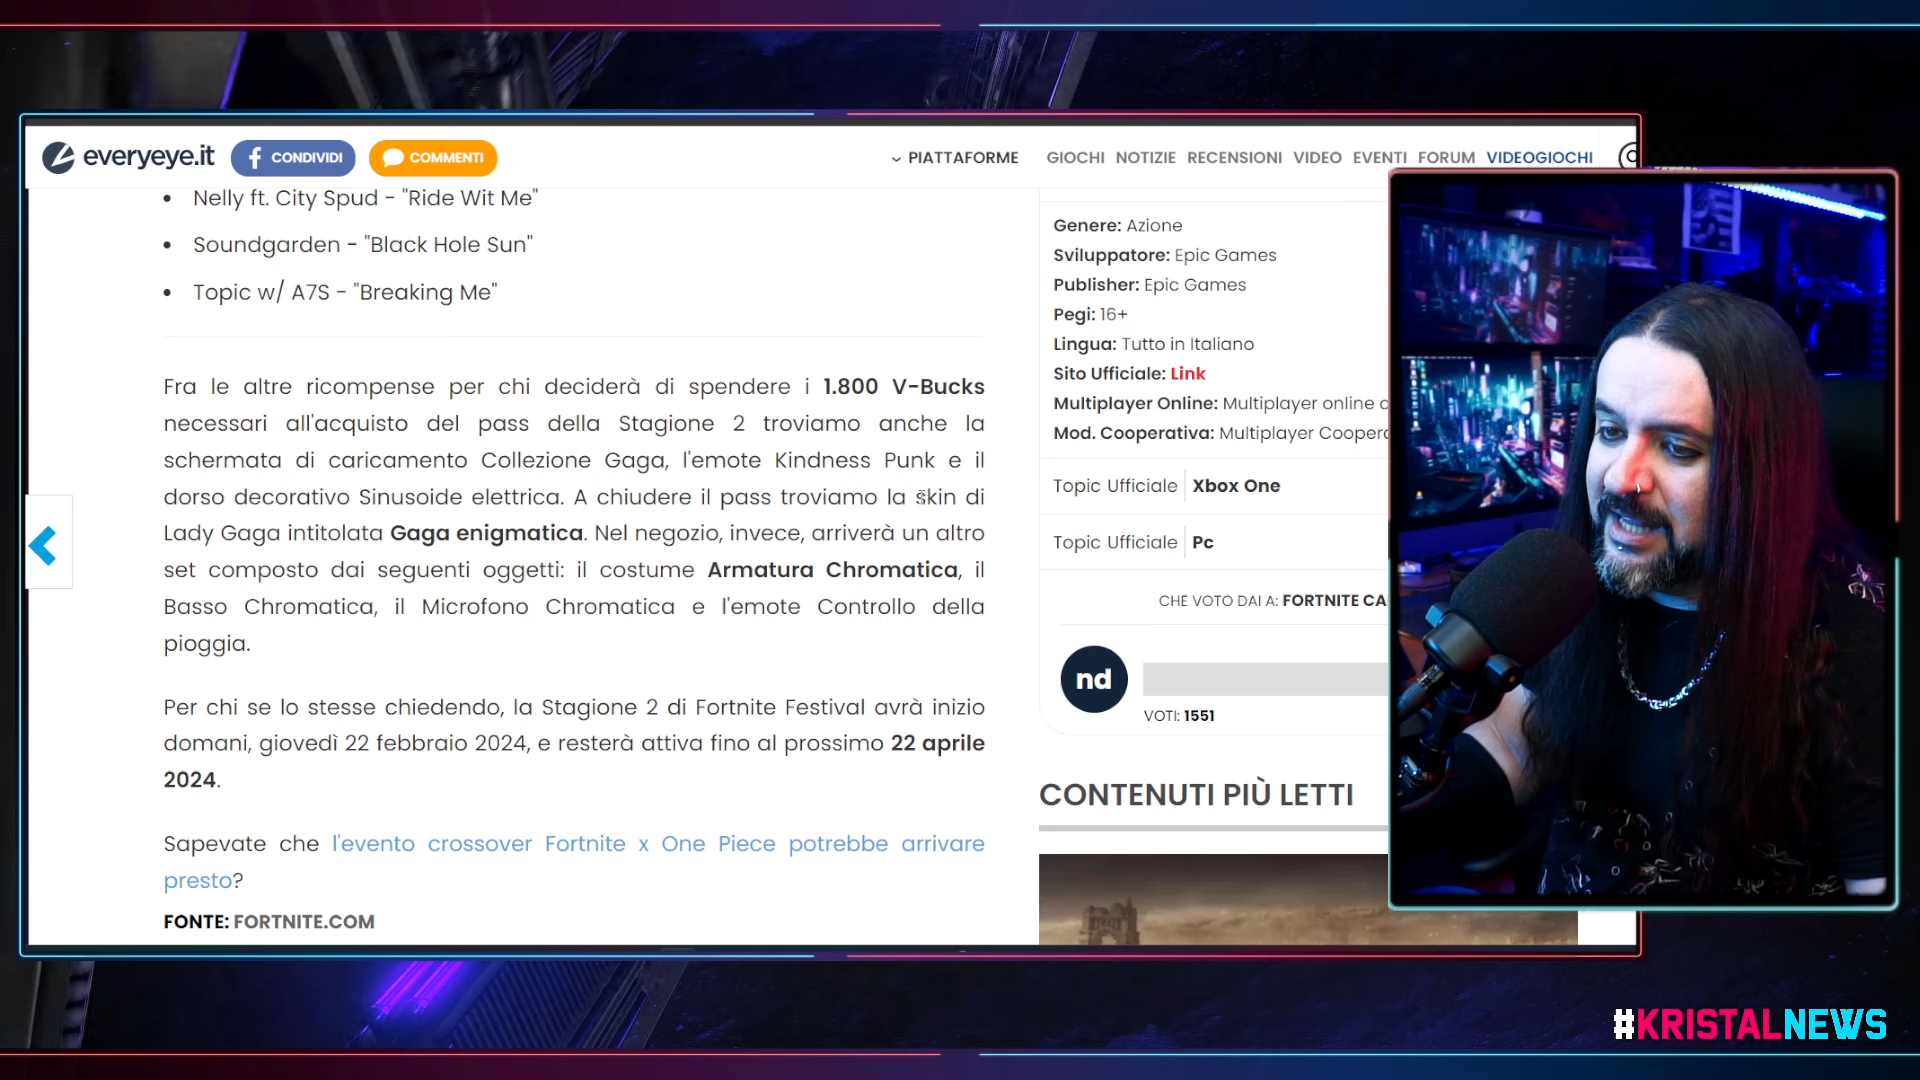 everyeye.it
CONDIVIDI
COMMENTI
PIATTAFORME
GIOCHI NOTIZIE RECENSIONI VIDEO EVENTI FORUM VIDEOGIOCHI
• Nelly ft. City Spud - "Ride Wit Me"
• Soundgarden - "Black Hole Sun"
• Topic w/ A7S - "Breaking Me"
Fra le altre ricompense per chi deciderà di spendere i 1.800 V-Bucks
necessari all'acquisto del pass della Stagione 2 troviamo anche la
schermata di caricamento Collezione Gaga, l'emote Kindness Punk e il
dorso decorativo Sinusoide elettrica. A chiudere il pass troviamo la skin di
Lady Gaga intitolata Gaga enigmatica. Nel negozio, invece, arriverà un altro
set composto dai seguenti oggetti: il costume Armatura Chromatica, il
Basso Chromatica, il Microfono Chromatica e l'emote Controllo della
pioggia.
Per chi se lo stesse chiedendo, la Stagione 2 di Fortnite Festival avrà inizio
domani, giovedì 22 febbraio 2024, e resterà attiva fino al prossimo 22 aprile
2024.
Sapevate che l'evento crossover Fortnite x One Piece potrebbe arrivare
presto?
FONTE: FORTNITE.COM
Genere: Azione
Sviluppatore: Epic Games
Publisher: Epic Games
Pegi: 16+
Lingua: Tutto in Italiano
Sito Ufficiale: Link
Multiplayer Online: Multiplayer online
Mod. Cooperativa: Multiplayer
Topic Ufficiale Xbox One
Topic Ufficiale Pc
CHE VOTO DAI A: FORTNITE
nd
VOTI: 1551
CONTENUTI PIÙ LETTI
#KRISTALNEWS